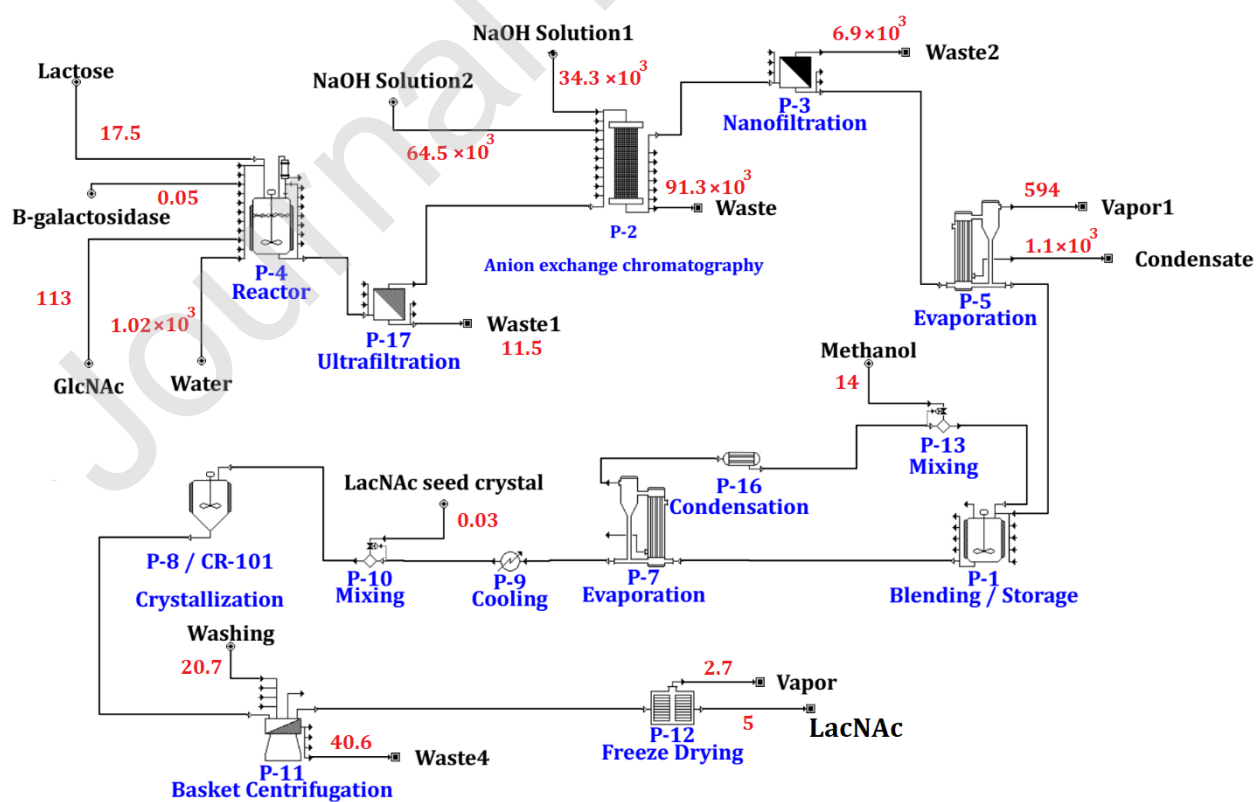 Journal
Lactose
17.5
B-galactosidase
0.05
GlcNAc
113
Water
1.02×10³
P-4
Reactor
P-17
Ultrafiltration
Waste1
11.5
NaOH Solution2
64.5 ×10³
NaOH Solution1
34.3 ×10³
91.3×10³
Waste
P-2
Anion exchange chromatography
6.9×10³
Waste2
P-3
Nanofiltration
594
Vapor1
1.1×10³
Condensate
P-5
Evaporation
Methanol
14
P-13
Mixing
P-16
Condensation
P-1
Blending / Storage
P-7
Evaporation
P-9
Cooling
LacNAc seed crystal
0.03
P-10
Mixing
P-8 / CR-101
Crystallization
Washing
20.7
40.6
Waste4
P-11
Basket Centrifugation
2.7
Vapor
5
LacNAc
P-12
Freeze Drying